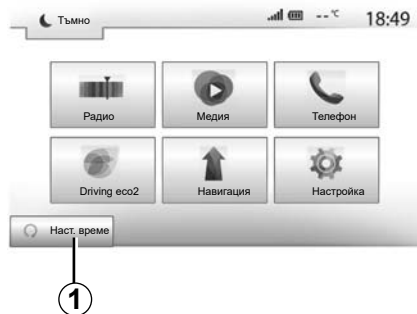 Тъмно
--°C 18:49
Радио Медия Телефон
Driving eco2 Навигация Настройка
Наст. време
1